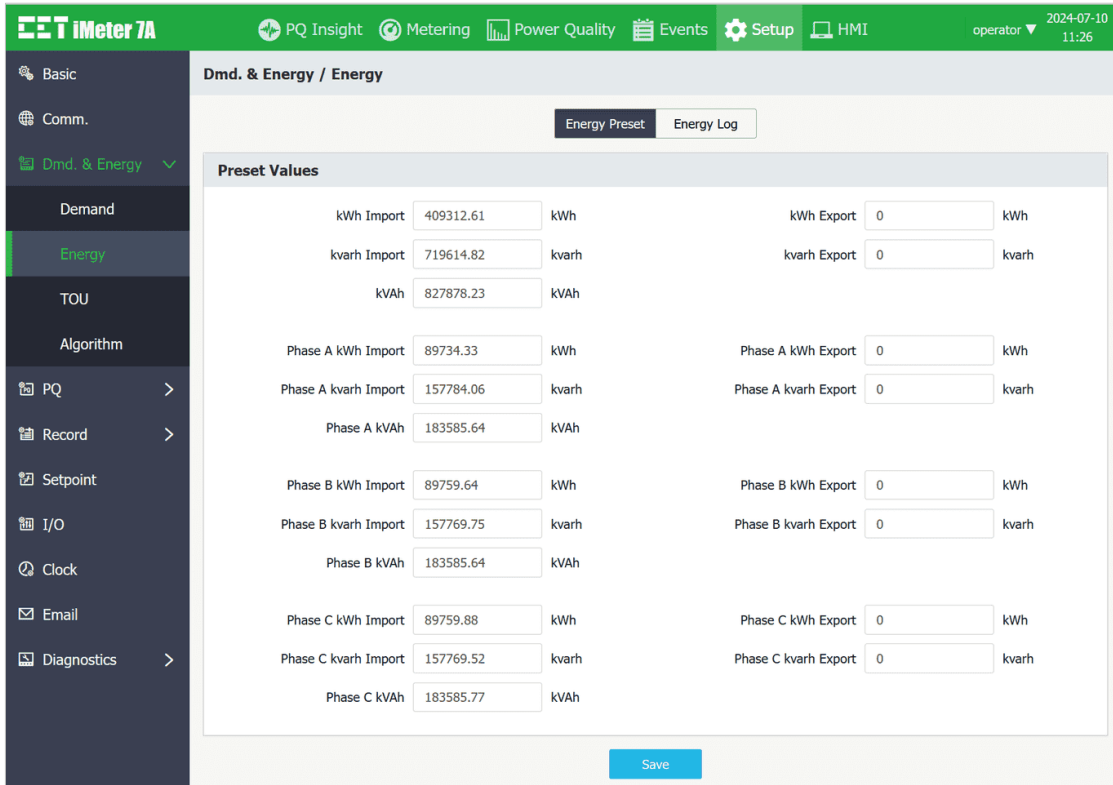 CET iMeter 7A
PQ Insight
Metering
Power Quality
Events
Setup
HMI
operator ▼
2024-07-10
11:26
Basic
Comm.
Dmd. & Energy
Demand
Energy
TOU
Algorithm
PQ
Record
Setpoint
I/O
Clock
Email
Diagnostics
Dmd. & Energy / Energy
Energy Preset
Energy Log
Preset Values
kWh Import 409312.61 kWh kWh Export 0 kWh
kvarh Import 719614.82 kvarh kvarh Export 0 kvarh
kVAh 827878.23 kVAh
Phase A kWh Import 89734.33 kWh Phase A kWh Export 0 kWh
Phase A kvarh Import 157784.06 kvarh Phase A kvarh Export 0 kvarh
Phase A kVAh 183585.64 kVAh
Phase B kWh Import 89759.64 kWh Phase B kWh Export 0 kWh
Phase B kvarh Import 157769.75 kvarh Phase B kvarh Export 0 kvarh
Phase B kVAh 183585.64 kVAh
Phase C kWh Import 89759.88 kWh Phase C kWh Export 0 kWh
Phase C kvarh Import 157769.52 kvarh Phase C kvarh Export 0 kvarh
Phase C kVAh 183585.77 kVAh
Save